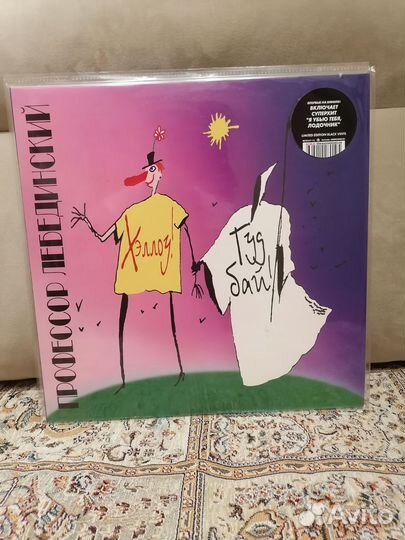 ПРОФЕССОР ЛЕБЕДИНСКИЙ
Хэллоу!
Гуд
бай!
ВПЕРВЫЕ НА ВИНИЛЕ!
ВКЛЮЧАЕТ
СУПЕРХИТ
"Я УБЬЮ ТЕБЯ,
ЛОДОЧНИК"
LIMITED EDITION BLACK VINYL
Avito